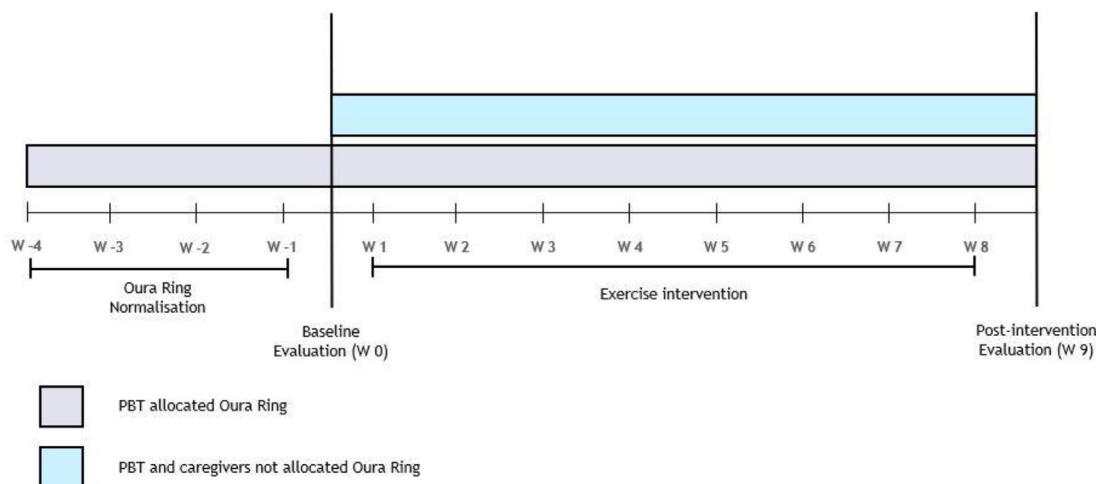 W -4 W -3 W -2 W -1 W 1 W 2 W 3 W 4 W 5 W 6 W 7 W 8
Oura Ring
Normalisation
Exercise intervention
Baseline
Evaluation (W 0)
Post-intervention
Evaluation (W 9)
PBT allocated Oura Ring
PBT and caregivers not allocated Oura Ring